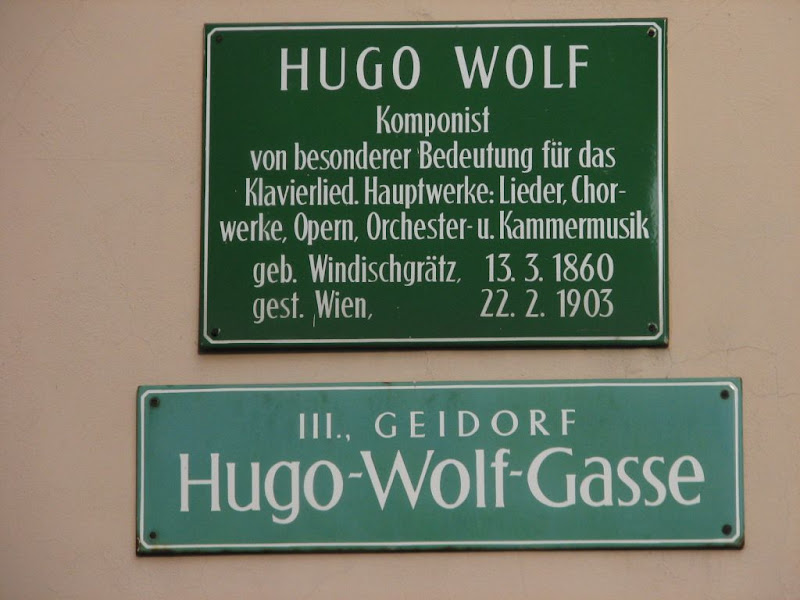 HUGO WOLF
Komponist
von besonderer Bedeutung für das
Klavierlied. Hauptwerke: Lieder, Chor-
werke, Opern, Orchester- u. Kammermusik
geb. Windischgrätz, 13. 3. 1860
gest. Wien, 22. 2. 1903
III., GEIDORF
Hugo-Wolf-Gasse